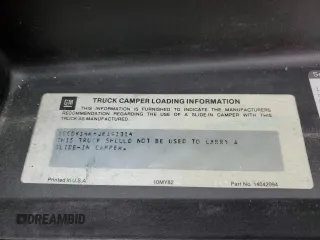 GM
TRUCK CAMPER LOADING INFORMATION
THIS INFORMATION IS FURNISHED TO INDICATE THE MANUFACTURERS
RECOMMENDATION REGARDING THE USE OF A SLIDE-IN CAMPER WITH THIS
TRUCK AS MANUFACTURED.
THIS TRUCK SHOULD NOT BE USED TO CARRY A
SLIDE-IN CAMPER.
Printed in U.S.A.
10MY82
Part No. 14042094
DREAMBID